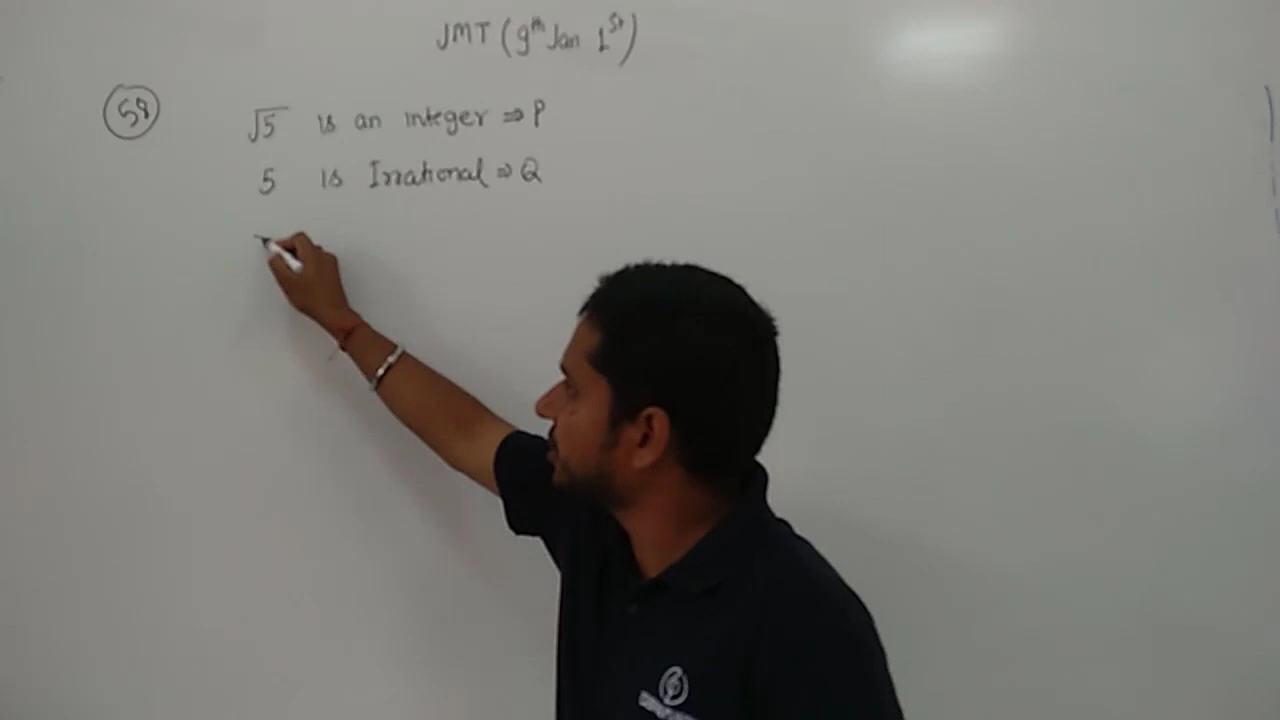 JMT (9th Jan 1st)
58
√5 is an integer ⇒ P
5 is Irrational ⇒ Q